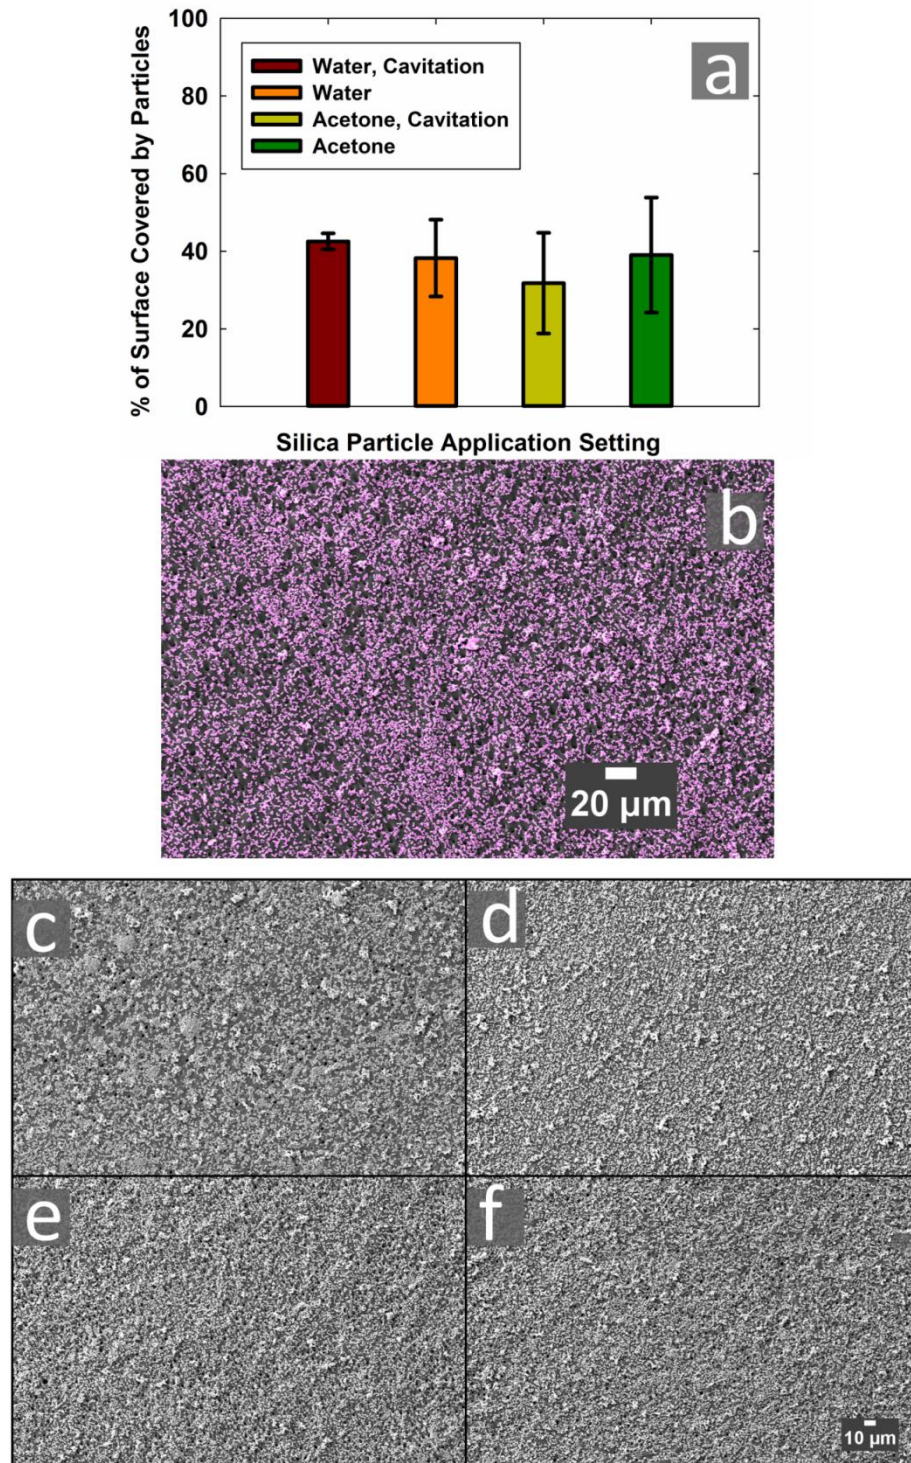 100
80
60
40
20
0
% of Surface Covered by Particles
Water, Cavitation
Water
Acetone, Cavitation
Acetone
a
Silica Particle Application Setting
b
20 µm
c
d
e
f
10 µm